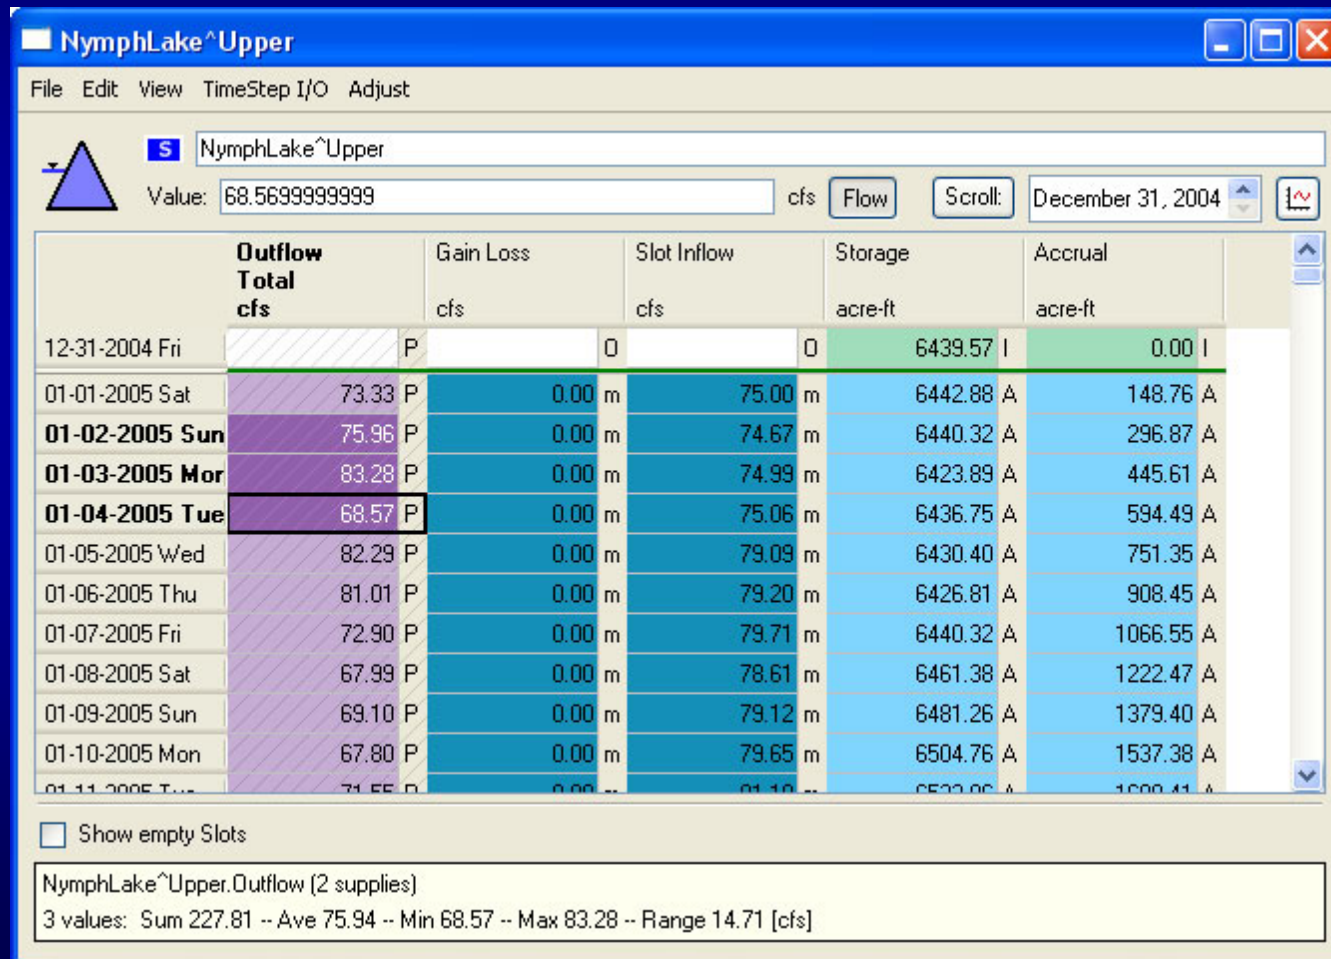 NymphLake^Upper
File Edit View TimeStep I/O Adjust
S NymphLake^Upper
Value: 68.5699999999 cfs Flow Scroll: December 31, 2004
Outflow Total cfs Gain Loss cfs Slot Inflow cfs Storage acre-ft Accrual acre-ft
12-31-2004 Fri P O O 6439.57 I 0.00 I
01-01-2005 Sat 73.33 P 0.00 m 75.00 m 6442.88 A 148.76 A
01-02-2005 Sun 75.96 P 0.00 m 74.67 m 6440.32 A 296.87 A
01-03-2005 Mor 83.28 P 0.00 m 74.99 m 6423.89 A 445.61 A
01-04-2005 Tue 68.57 P 0.00 m 75.06 m 6436.75 A 594.49 A
01-05-2005 Wed 82.29 P 0.00 m 79.09 m 6430.40 A 751.35 A
01-06-2005 Thu 81.01 P 0.00 m 79.20 m 6426.81 A 908.45 A
01-07-2005 Fri 72.90 P 0.00 m 79.71 m 6440.32 A 1066.55 A
01-08-2005 Sat 67.99 P 0.00 m 78.61 m 6461.38 A 1222.47 A
01-09-2005 Sun 69.10 P 0.00 m 79.12 m 6481.26 A 1379.40 A
01-10-2005 Mon 67.80 P 0.00 m 79.65 m 6504.76 A 1537.38 A
Show empty Slots
NymphLake^Upper.Outflow (2 supplies)
3 values: Sum 227.81 -- Ave 75.94 -- Min 68.57 -- Max 83.28 -- Range 14.71 [cfs]